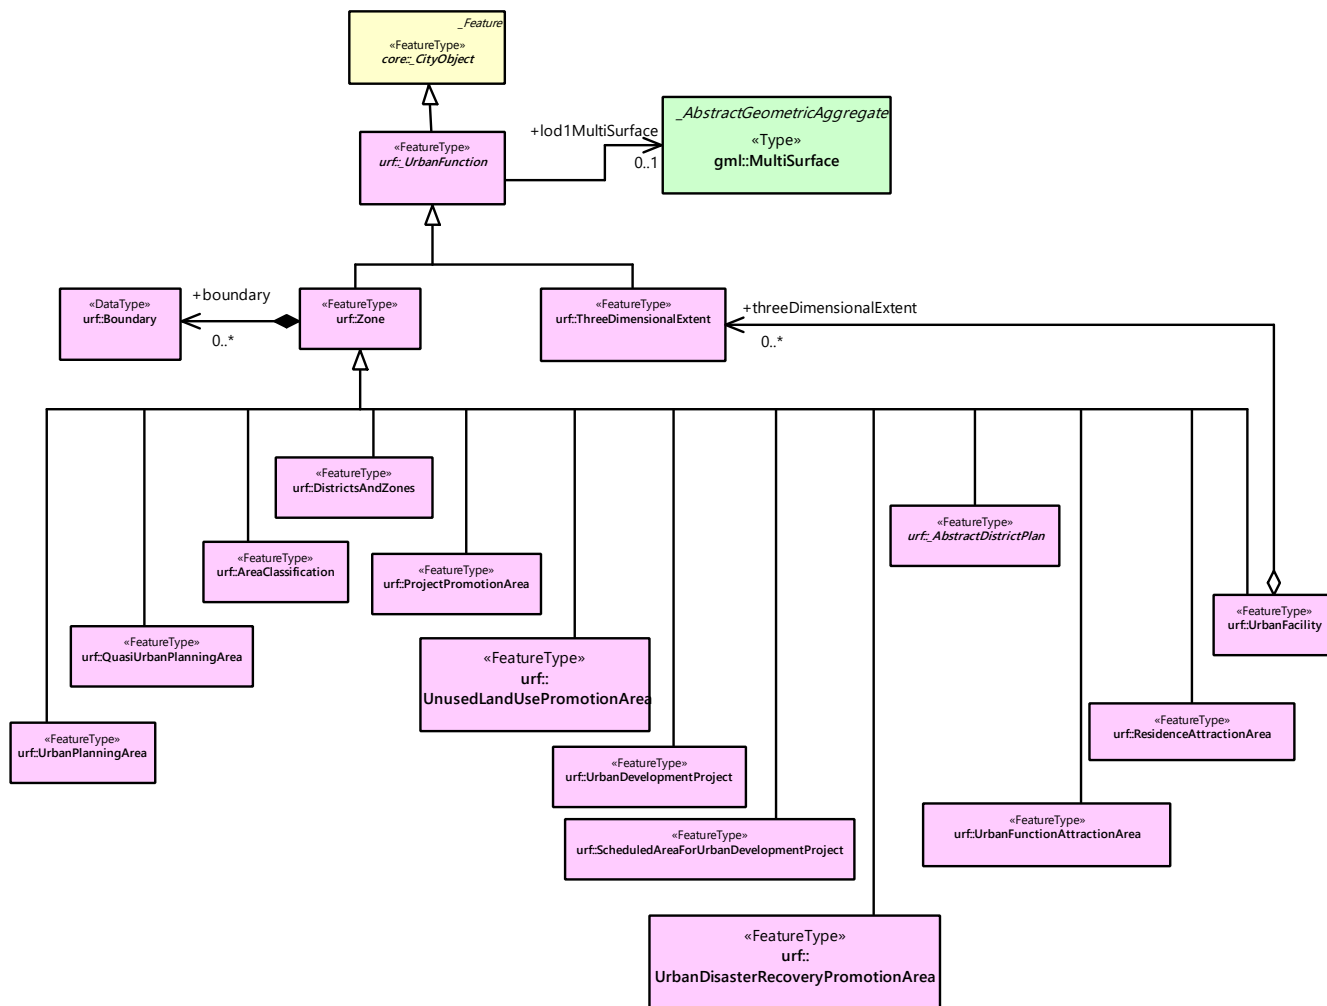 _Feature
«FeatureType»
core::_CityObject
_AbstractGeometricAggregate
«Type»
gml::MultiSurface
+lod1MultiSurface
0..1
«FeatureType»
urf::_UrbanFunction
«DataType»
urf::Boundary
+boundary
0..*
«FeatureType»
urf::Zone
«FeatureType»
urf::ThreeDimensionalExtent
+threeDimensionalExtent
0..*
«FeatureType»
urf::DistrictsAndZones
«FeatureType»
urf::_AbstractDistrictPlan
«FeatureType»
urf::AreaClassification
«FeatureType»
urf::ProjectPromotionArea
«FeatureType»
urf::UrbanFacility
«FeatureType»
urf::QuasiUrbanPlanningArea
«FeatureType»
urf::
UnusedLandUsePromotionArea
«FeatureType»
urf::ResidenceAttractionArea
«FeatureType»
urf::UrbanPlanningArea
«FeatureType»
urf::UrbanDevelopmentProject
«FeatureType»
urf::UrbanFunctionAttractionArea
«FeatureType»
urf::ScheduledAreaForUrbanDevelopmentProject
«FeatureType»
urf::
UrbanDisasterRecoveryPromotionArea